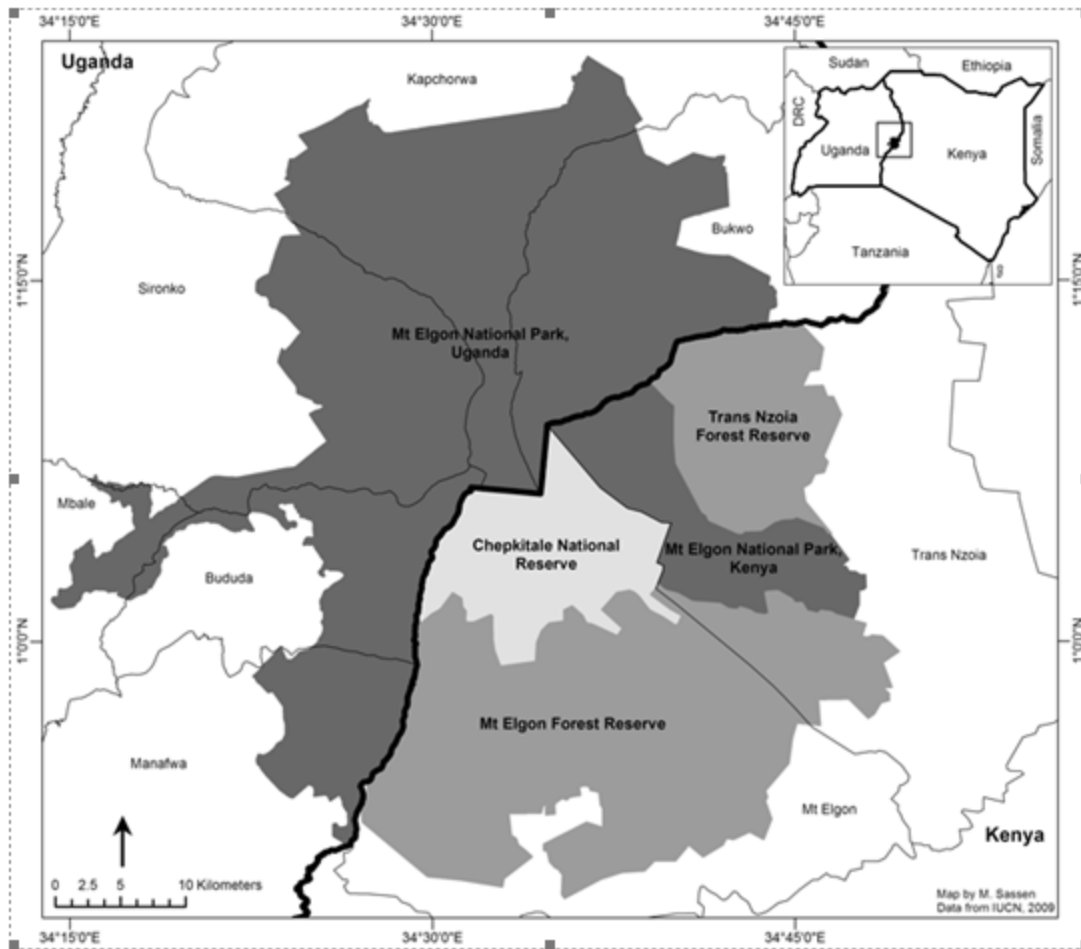 34°15'0"E
34°30'0"E
34°45'0"E
Uganda
Kapchorwa
Sudan
Ethiopia
DRC
Uganda
Kenya
Somalia
Tanzania
Bukwo
1°15'0"N
1°15'0"N
Sironko
Mt Elgon National Park,
Uganda
Trans Nzoia
Forest Reserve
Mbale
Chepkitale National
Reserve
Mt Elgon National Park,
Kenya
Trans Nzoia
Bududa
1°0'0"N
1°0'0"N
Mt Elgon Forest Reserve
Manafwa
Mt Elgon
Kenya
0 2.5 5 10 Kilometers
Map by M. Sassen
Data from IUCN, 2009
34°15'0"E
34°30'0"E
34°45'0"E